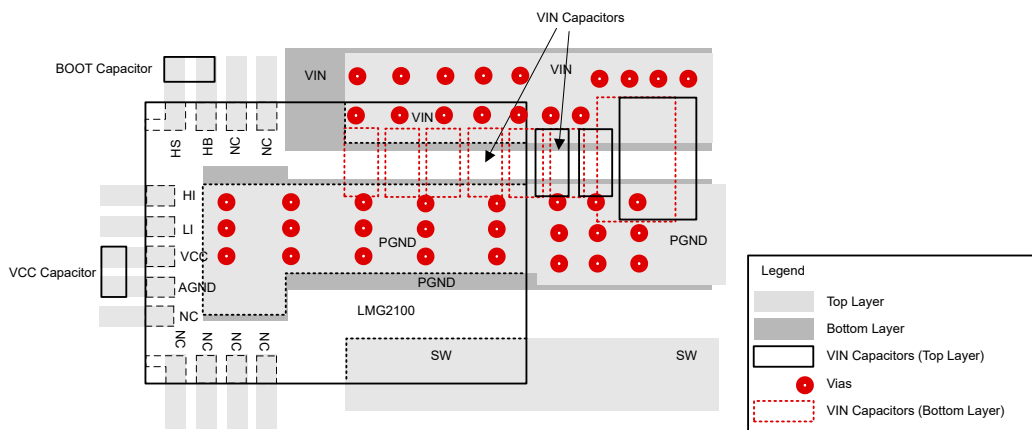 VIN Capacitors
BOOT Capacitor
VIN
VIN
VIN
HS
HB
NC
NC
HI
LI
VCC
AGND
NC
VCC Capacitor
PGND
PGND
PGND
LMG2100
NC
NC
NC
NC
SW
SW
Legend
Top Layer
Bottom Layer
VIN Capacitors (Top Layer)
Vias
VIN Capacitors (Bottom Layer)